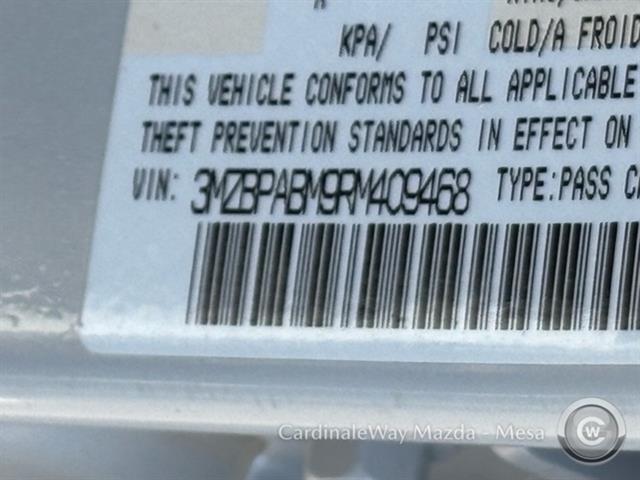 KPA/ PSI COLD/A FROID
THIS VEHICLE CONFORMS TO ALL APPLICABLE
THEFT PREVENTION STANDARDS IN EFFECT ON
VIN: 3MZBPABM9RM409468 TYPE:PASS
CardinaleWay Mazda - Mesa
CW